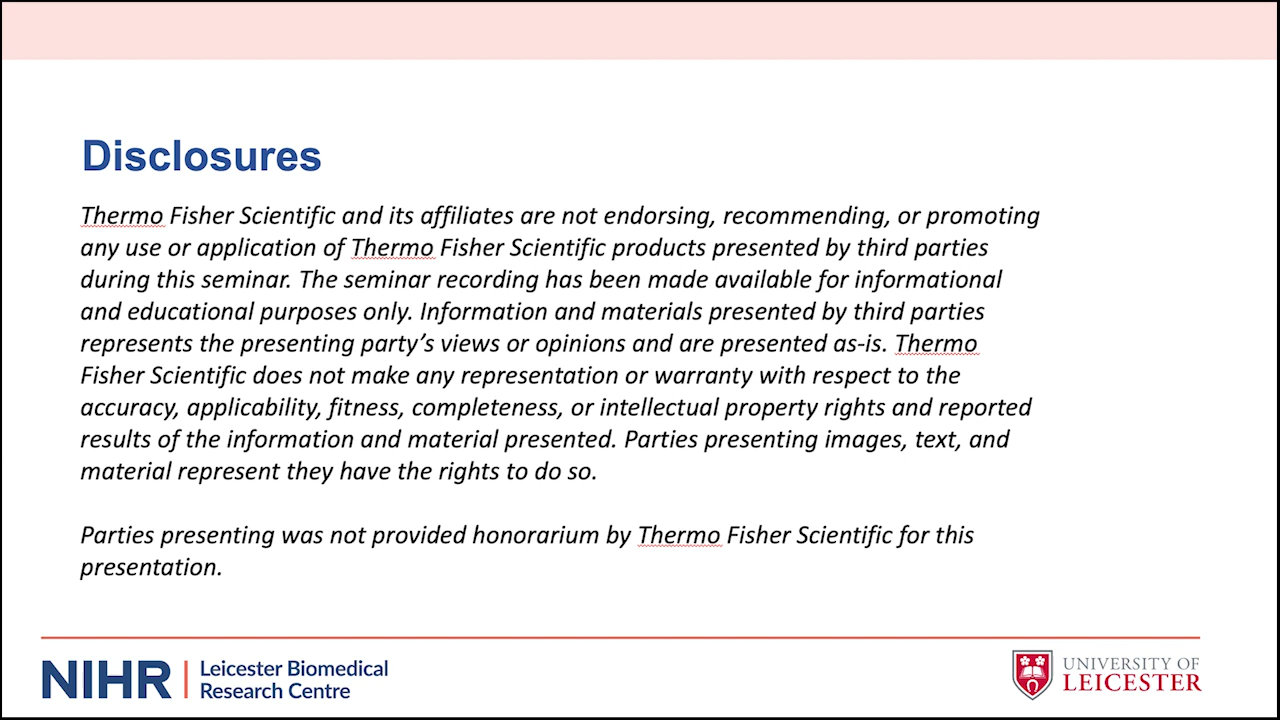 Disclosures
Thermo Fisher Scientific and its affiliates are not endorsing, recommending, or promoting
any use or application of Thermo Fisher Scientific products presented by third parties
during this seminar. The seminar recording has been made available for informational
and educational purposes only. Information and materials presented by third parties
represents the presenting party’s views or opinions and are presented as-is. Thermo
Fisher Scientific does not make any representation or warranty with respect to the
accuracy, applicability, fitness, completeness, or intellectual property rights and reported
results of the information and material presented. Parties presenting images, text, and
material represent they have the rights to do so.
Parties presenting was not provided honorarium by Thermo Fisher Scientific for this
presentation.
NIHR | Leicester Biomedical
Research Centre
UNIVERSITY OF
LEICESTER